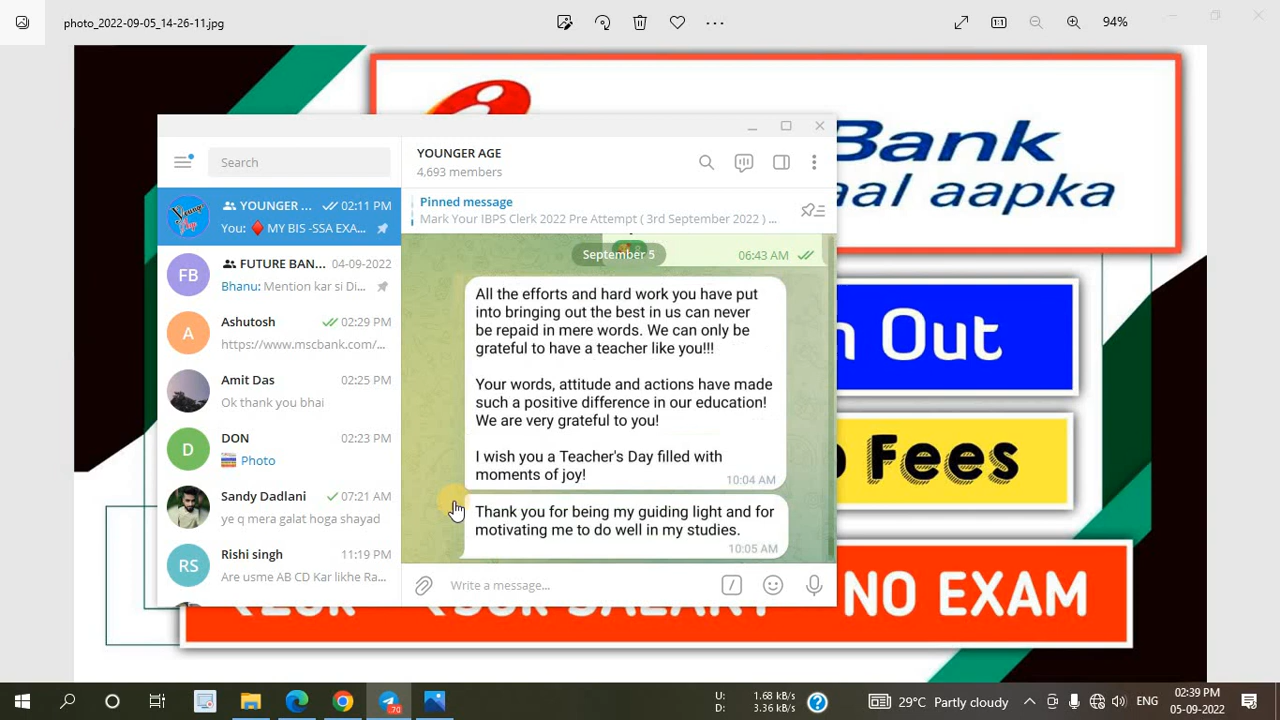 photo_2022-09-05_14-26-11.jpg
94%
Bank
aal aapka
Out
Fees
NO EXAM
Search
YOUNGER AGE
4,693 members
Pinned message
Mark Your IBPS Clerk 2022 Pre Attempt ( 3rd September 2022 ) ...
YOUNGER ...
02:11 PM
You: ♦ MY BIS -SSA EXA...
FB
FUTURE BAN...
04-09-2022
Bhanu: Mention kar si Di...
A
Ashutosh
02:29 PM
https://www.mscbank.com/...
Amit Das
02:25 PM
Ok thank you bhai
D
DON
02:23 PM
Photo
Sandy Dadlani
07:21 AM
ye q mera galat hoga shayad
RS
Rishi singh
11:19 PM
Are usme AB CD Kar likhe Ra...
September 5
06:43 AM
All the efforts and hard work you have put
into bringing out the best in us can never
be repaid in mere words. We can only be
grateful to have a teacher like you!!!
Your words, attitude and actions have made
such a positive difference in our education!
We are very grateful to you!
I wish you a Teacher's Day filled with
moments of joy!
10:04 AM
Thank you for being my guiding light and for
motivating me to do well in my studies.
10:05 AM
Write a message...
U: 1.68 kB/s
D: 3.36 kB/s
29°C Partly cloudy
ENG
02:39 PM
05-09-2022